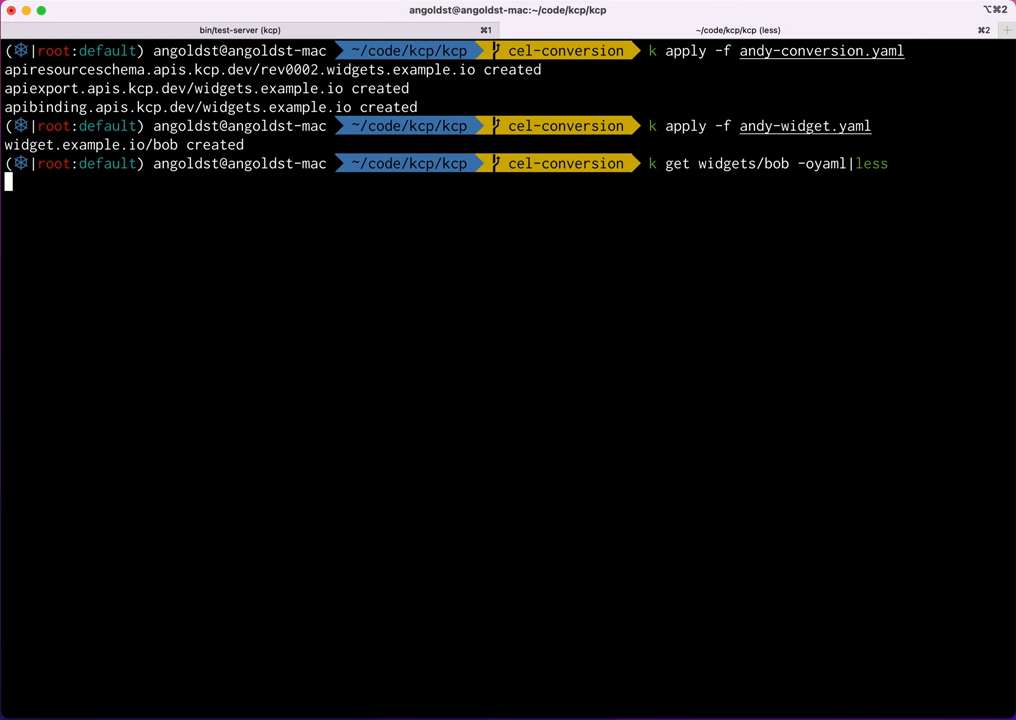 angoldst@angoldst-mac:~/code/kcp/kcp
⌥⌘2
bin/test-server (kcp)
⌘1
~/code/kcp/kcp (less)
⌘2
(|root:default) angoldst@angoldst-mac ~/code/kcp/kcp cel-conversion k apply -f andy-conversion.yaml
apiresourceschema.apis.kcp.dev/rev0002.widgets.example.io created
apiexport.apis.kcp.dev/widgets.example.io created
apibinding.apis.kcp.dev/widgets.example.io created
(|root:default) angoldst@angoldst-mac ~/code/kcp/kcp cel-conversion k apply -f andy-widget.yaml
widget.example.io/bob created
(|root:default) angoldst@angoldst-mac ~/code/kcp/kcp cel-conversion k get widgets/bob -oyaml|less